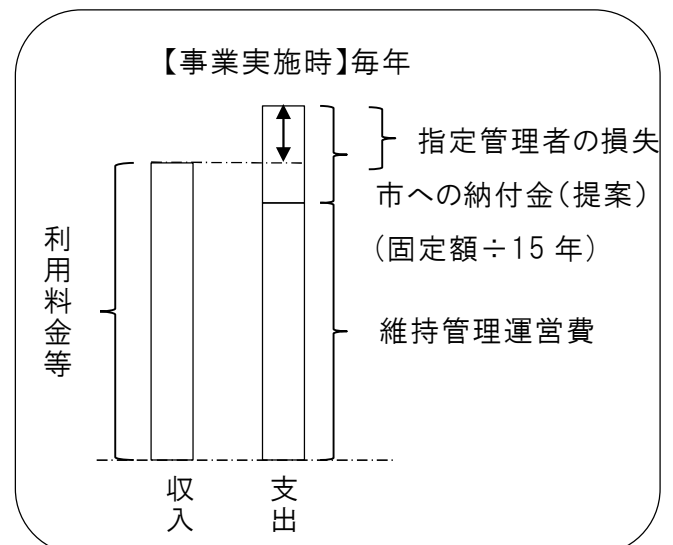 【事業実施時】毎年
指定管理者の損失
市への納付金(提案)
(固定額÷15 年)
利用料金等
維持管理運営費
収入
支出